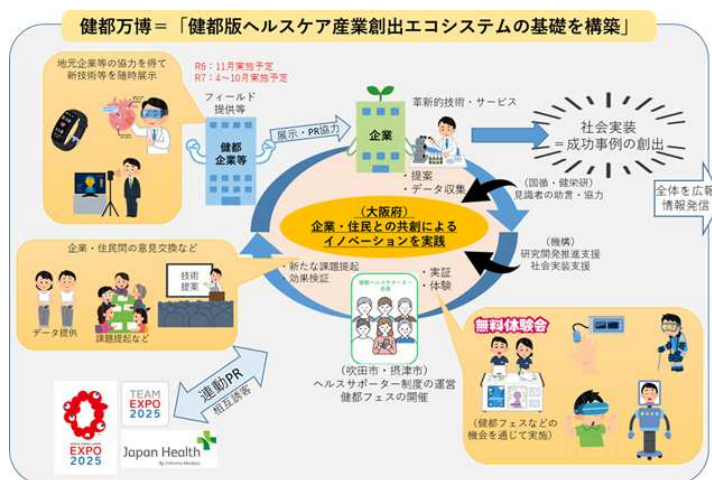 健都万博＝「健都版ヘルスケア産業創出エコシステムの基礎を構築」
地元企業等の協力を得て
新技術等を随時展示
R6：11月実施予定
R7：4～10月実施予定
フィールド
提供等
健都
企業等
展示・PR協力
企業
革新的技術・サービス
・提案
・データ収集
社会実装
＝成功事例の創出
（国循・健栄研）
見識者の助言・協力
全体を広報
情報発信
（大阪府）
企業・住民との共創による
イノベーションを実践
（機構）
研究開発推進支援
社会実装支援
企業・住民間の意見交換など
技術
提案
データ提供
課題提起など
・新たな課題提起
効果検証
健都ヘルスサポーター
・実証
・体験
（吹田市・摂津市）
ヘルスサポーター制度の運営
健都フェスの開催
無料体験会
（健都フェスなどの
機会を通じて実施）
連動PR
相互誘客
EXPO
2025
TEAM
EXPO
2025
Japan Health